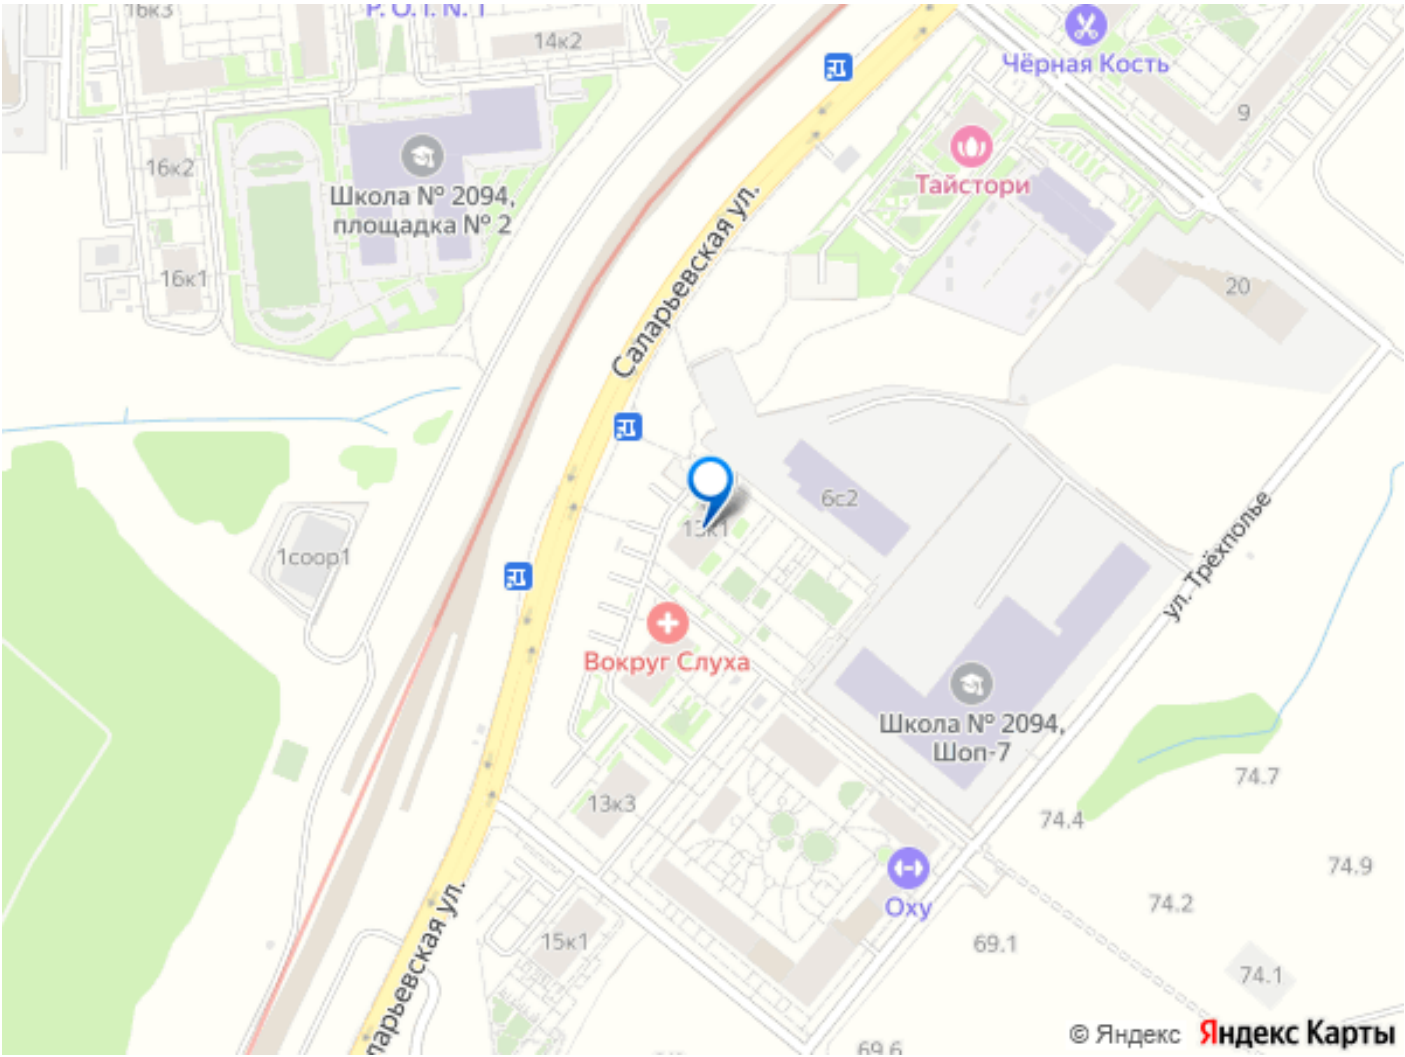 16к3
P. O. I. N. T
14к2
Чёрная Кость
9
16к2
Школа № 2094,
площадка № 2
Тайстори
16к1
20
Саларьевская ул.
6с2
13к1
1соор1
ул. Трёхполье
Вокруг Слуха
Школа № 2094,
Шоп-7
74.7
13к3
74.4
74.9
Оху
74.2
15к1
69.1
74.1
ларьевская ул.
69.6
© Яндекс Яндекс Карты